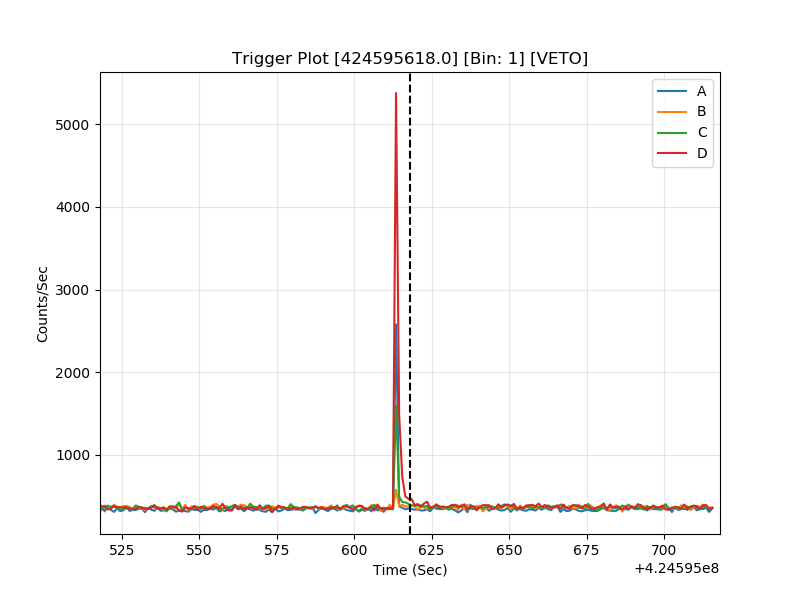 Trigger Plot [424595618.0] [Bin: 1] [VETO]
A
B
C
D
5000
4000
3000
2000
1000
Counts/Sec
525
550
575
600
625
650
675
700
Time (Sec)
+4.24595e8